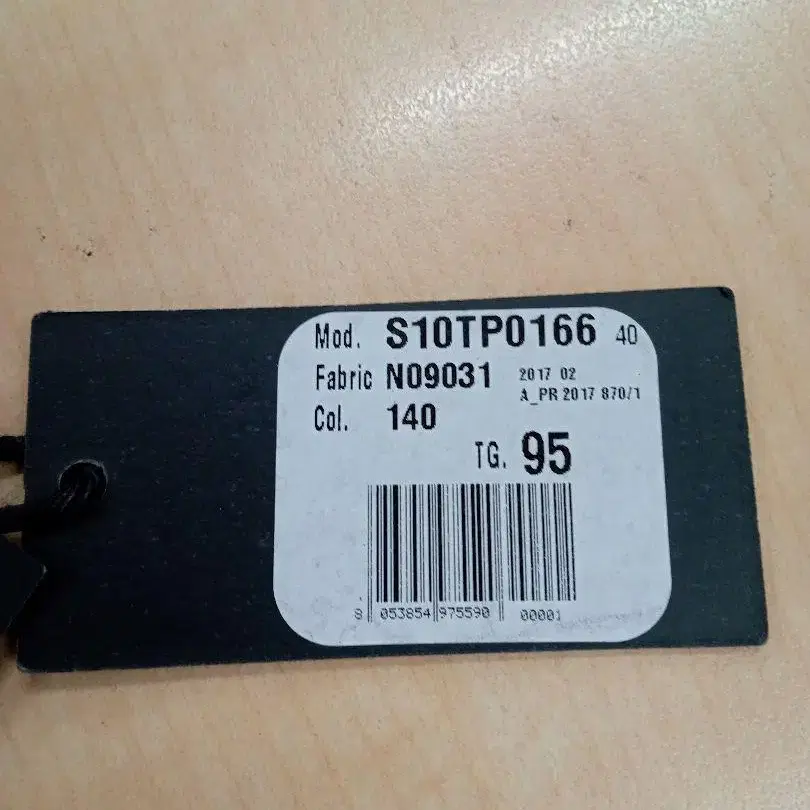 Mod. S10TP0166 40
Fabric N09031 2017 02
A_PR 2017 870/1
Col. 140
TG. 95
8 053854 975590 00001